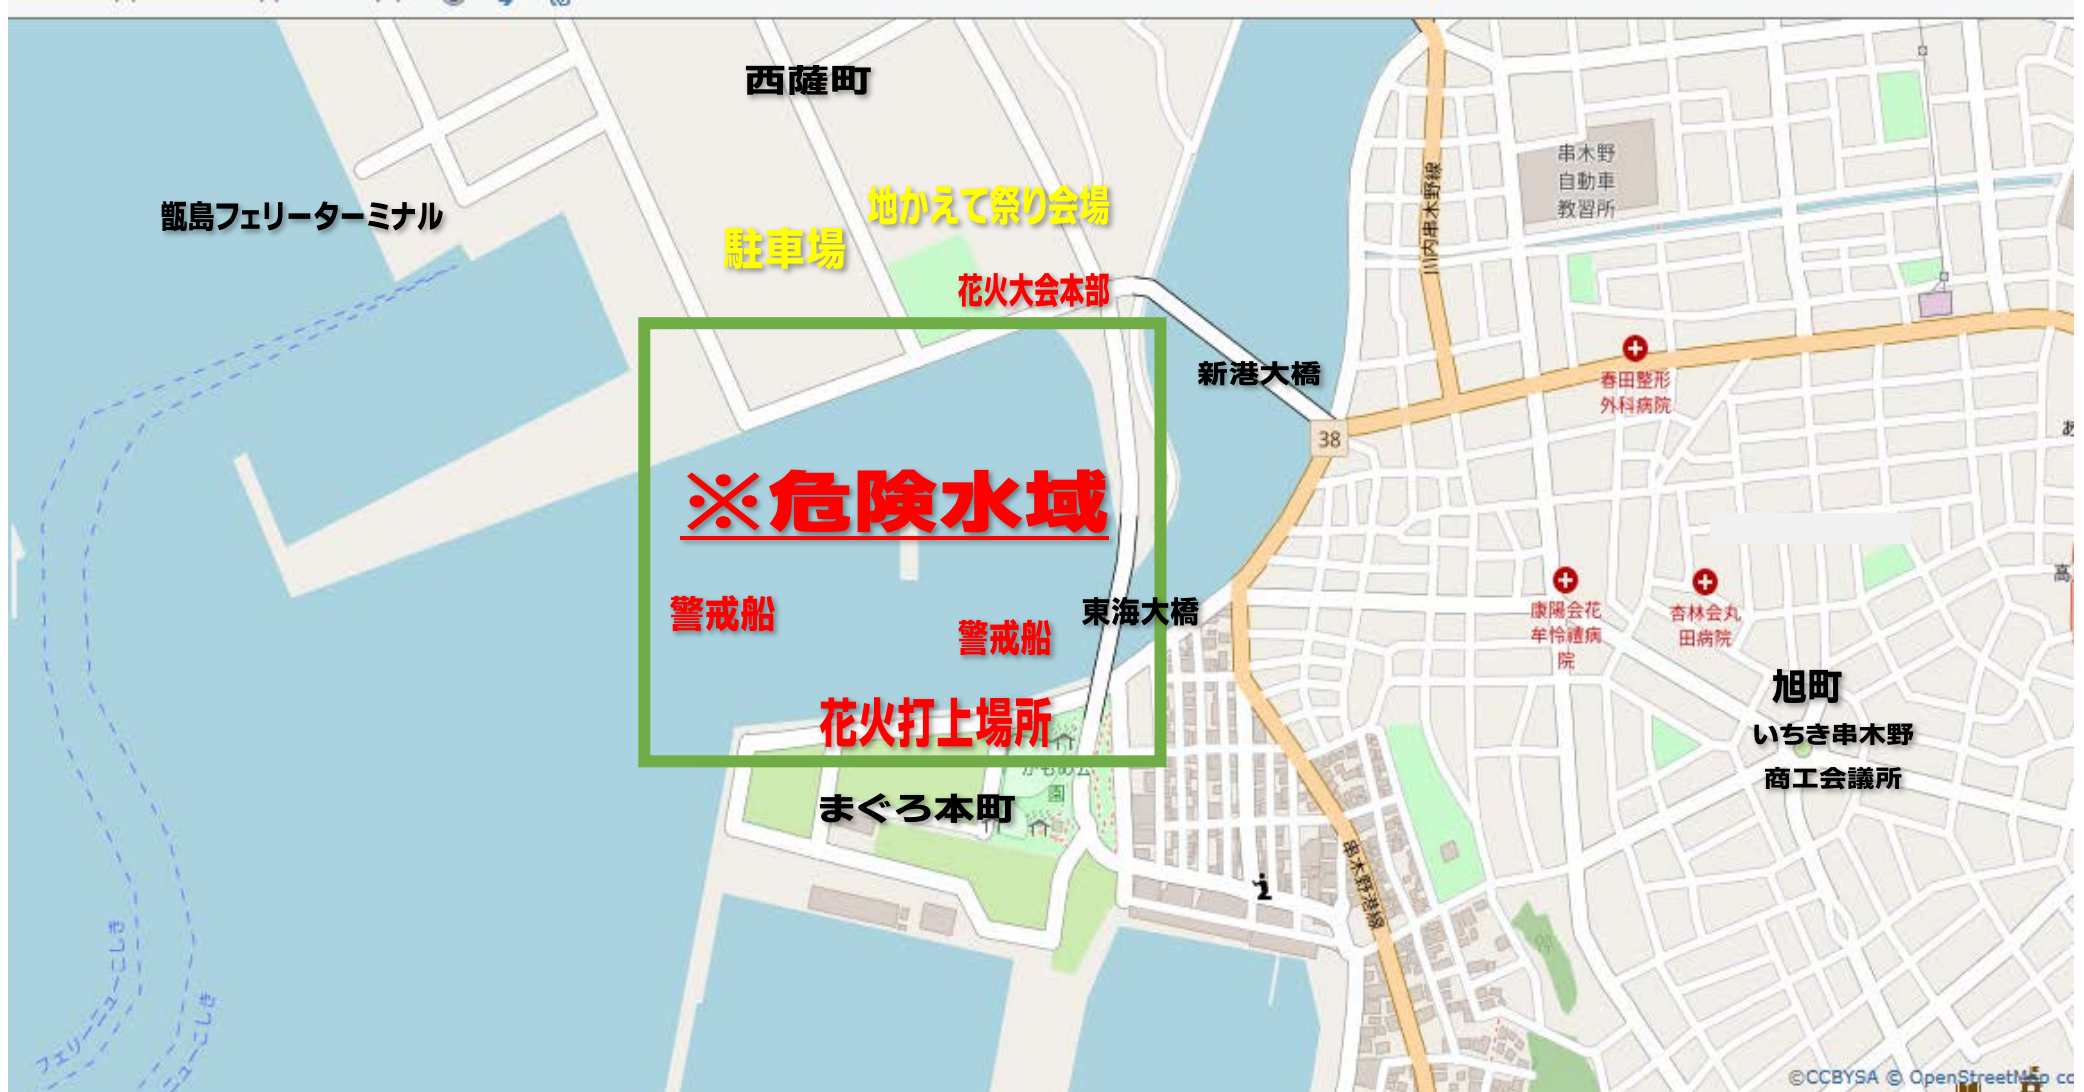 西薩町
甑島フェリーターミナル
地かえて祭り会場
駐車場
花火大会本部
新港大橋
38
※危険水域
警戒船
警戒船
東海大橋
花火打上場所
まぐろ本町
串木野
自動車
教習所
川内串木野線
春田整形
外科病院
康陽会花
牟怜禮病
院
杏林会丸
田病院
旭町
いちき串木野
商工会議所
串木野港線
園
フェリーニューこしき
ニューこしき
高
©CCBYSA © OpenStreetMap co